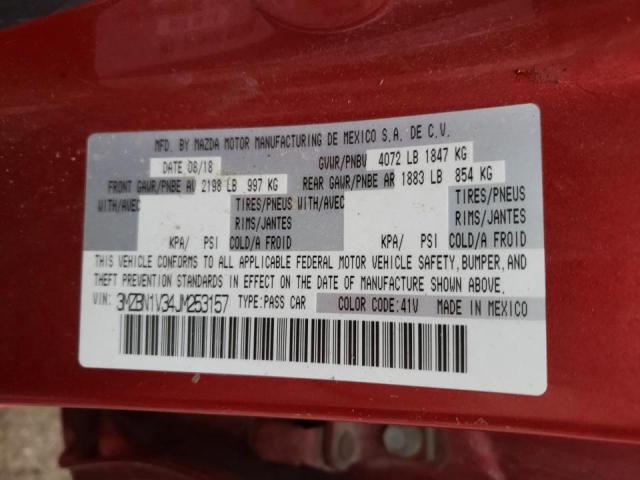 MFD. BY MAZDA MOTOR MANUFACTURING DE MEXICO S.A. DE C.V.
DATE 08/18 GVWR/PNBV 4072 LB 1847 KG
FRONT GAWR/PNBE AV 2198 LB 997 KG REAR GAWR/PNBE AR 1883 LB 854 KG
WITH/AVEC TIRES/PNEUS WITH/AVEC TIRES/PNEUS
RIMS/JANTES RIMS/JANTES
KPA/ PSI COLD/A FROID KPA/ PSI COLD/A FROID
THIS VEHICLE CONFORMS TO ALL APPLICABLE FEDERAL MOTOR VEHICLE SAFETY, BUMPER, AND
THEFT PREVENTION STANDARDS IN EFFECT ON THE DATE OF MANUFACTURE SHOWN ABOVE.
VIN: 3MZBN1V34JM253157 TYPE:PASS CAR COLOR CODE:41V MADE IN MEXICO